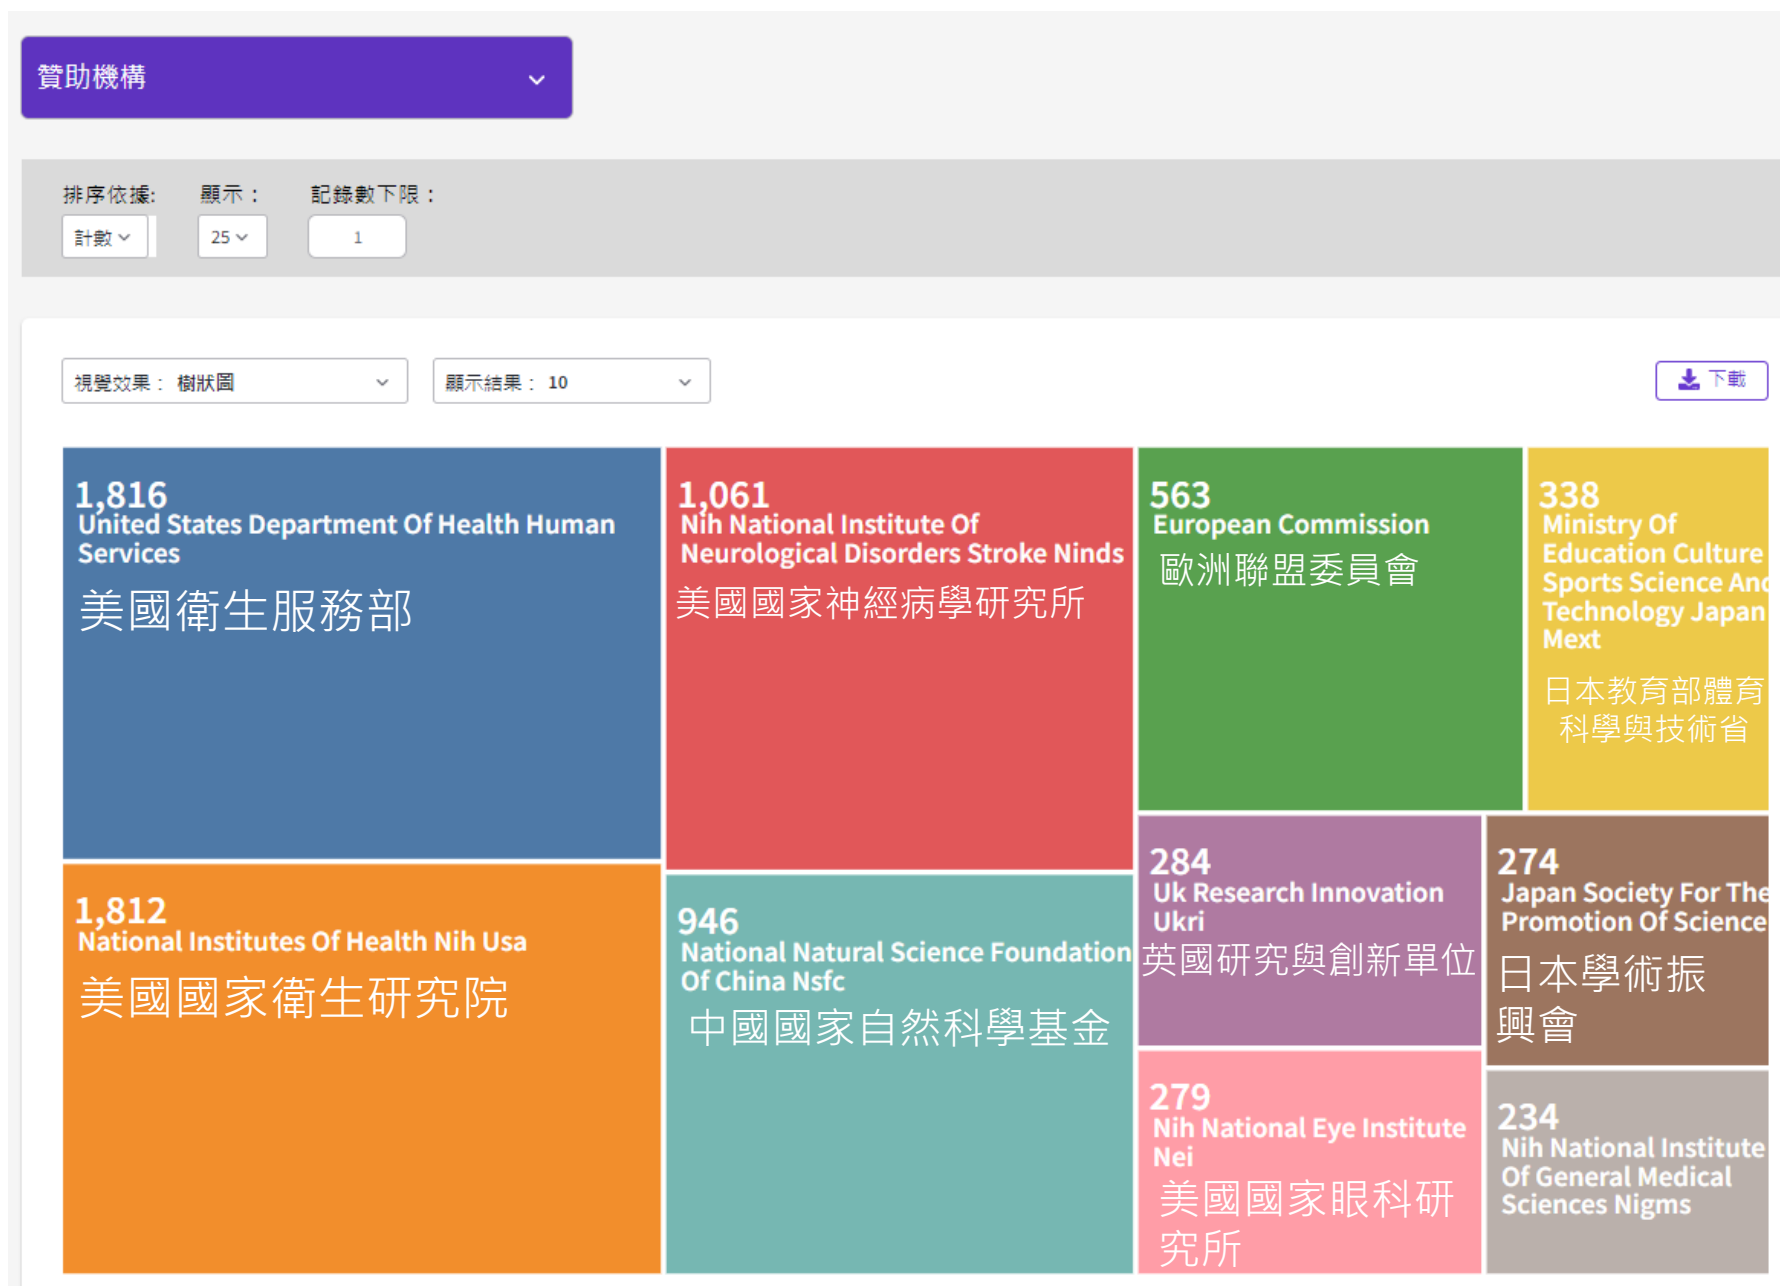 贊助機構
排序依據: 顯示： 記錄數下限：
計數 25 1
視覺效果： 樹狀圖 顯示結果： 10 下載
1,816
United States Department Of Health Human
Services
美國衛生服務部
1,061
Nih National Institute Of
Neurological Disorders Stroke Ninds
美國國家神經病學研究所
563
European Commission
歐洲聯盟委員會
338
Ministry Of
Education Culture
Sports Science And
Technology Japan
Mext
日本教育部體育
科學與技術省
1,812
National Institutes Of Health Nih Usa
美國國家衛生研究院
946
National Natural Science Foundation
Of China Nsfc
中國國家自然科學基金
284
Uk Research Innovation
Ukri
英國研究與創新單位
274
Japan Society For The
Promotion Of Science
日本學術振
興會
279
Nih National Eye Institute
Nei
美國國家眼科研
究所
234
Nih National Institute
Of General Medical
Sciences Nigms